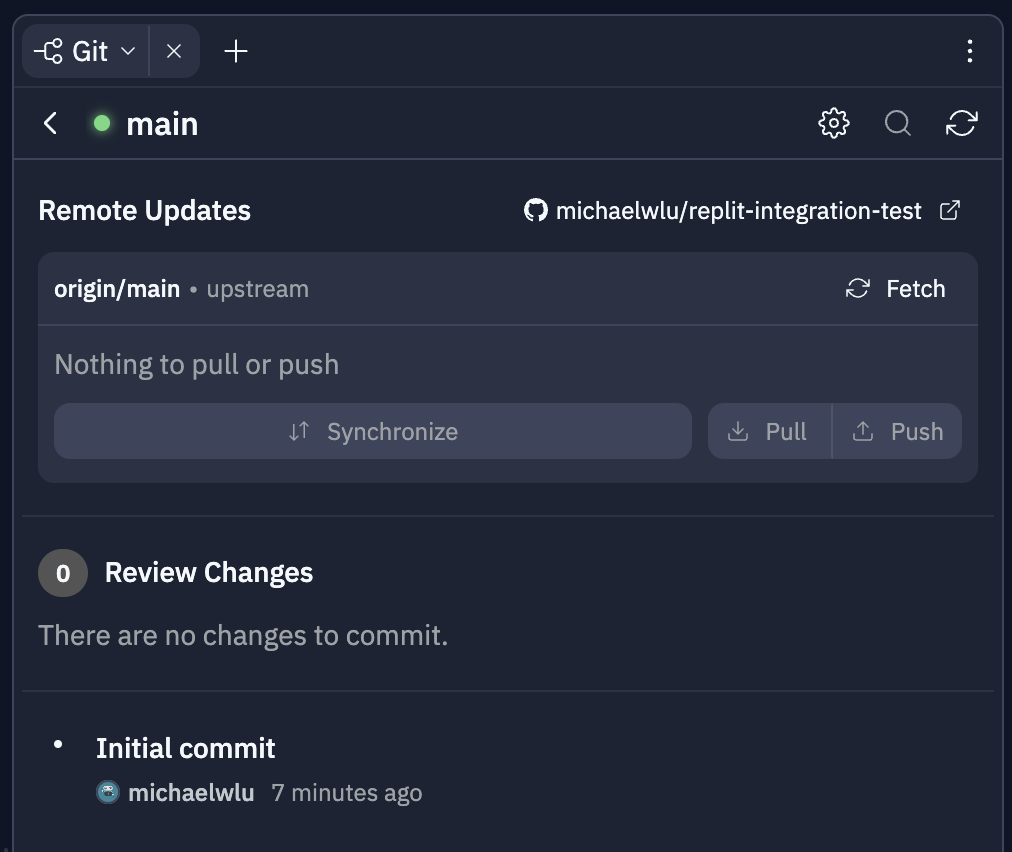 Git
main
Remote Updates
michaelwlu/replit-integration-test
origin/main • upstream
Fetch
Nothing to pull or push
Synchronize
Pull
Push
0
Review Changes
There are no changes to commit.
• Initial commit
michaelwlu 7 minutes ago